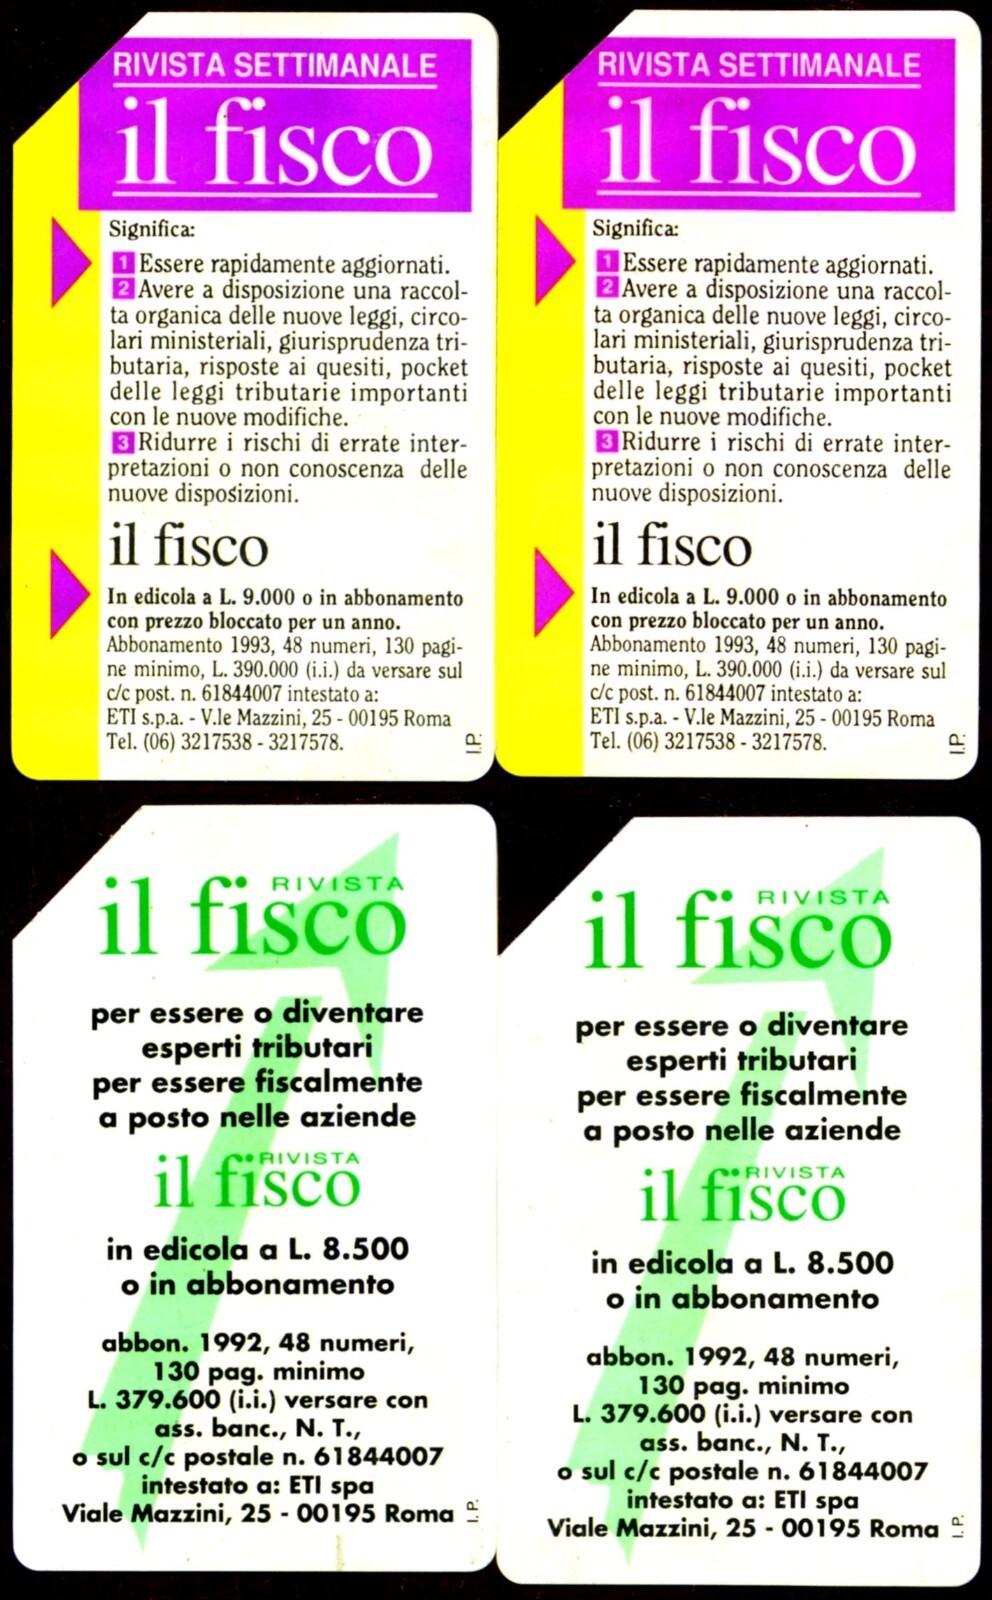 RIVISTA SETTIMANALE
il fisco
Significa:
1 Essere rapidamente aggiornati.
2 Avere a disposizione una raccol-
ta organica delle nuove leggi, circo-
lari ministeriali, giurisprudenza tri-
butaria, risposte ai quesiti, pocket
delle leggi tributarie importanti
con le nuove modifiche.
3 Ridurre i rischi di errate inter-
pretazioni o non conoscenza delle
nuove disposizioni.
il fisco
In edicola a L. 9.000 o in abbonamento
con prezzo bloccato per un anno.
Abbonamento 1993, 48 numeri, 130 pagi-
ne minimo, L. 390.000 (i.i.) da versare sul
c/c post. n. 61844007 intestato a:
ETI s.p.a. - V.le Mazzini, 25 - 00195 Roma
Tel. (06) 3217538 - 3217578.
I.P.
RIVISTA SETTIMANALE
il fisco
Significa:
1 Essere rapidamente aggiornati.
2 Avere a disposizione una raccol-
ta organica delle nuove leggi, circo-
lari ministeriali, giurisprudenza tri-
butaria, risposte ai quesiti, pocket
delle leggi tributarie importanti
con le nuove modifiche.
3 Ridurre i rischi di errate inter-
pretazioni o non conoscenza delle
nuove disposizioni.
il fisco
In edicola a L. 9.000 o in abbonamento
con prezzo bloccato per un anno.
Abbonamento 1993, 48 numeri, 130 pagi-
ne minimo, L. 390.000 (i.i.) da versare sul
c/c post. n. 61844007 intestato a:
ETI s.p.a. - V.le Mazzini, 25 - 00195 Roma
Tel. (06) 3217538 - 3217578.
I.P.
RIVISTA
il fisco
per essere o diventare
esperti tributari
per essere fiscalmente
a posto nelle aziende
RIVISTA
il fisco
in edicola a L. 8.500
o in abbonamento
abbon. 1992, 48 numeri,
130 pag. minimo
L. 379.600 (i.i.) versare con
ass. banc., N. T.,
o sul c/c postale n. 61844007
intestato a: ETI spa
Viale Mazzini, 25 - 00195 Roma
I.P.
RIVISTA
il fisco
per essere o diventare
esperti tributari
per essere fiscalmente
a posto nelle aziende
RIVISTA
il fisco
in edicola a L. 8.500
o in abbonamento
abbon. 1992, 48 numeri,
130 pag. minimo
L. 379.600 (i.i.) versare con
ass. banc., N. T.,
o sul c/c postale n. 61844007
intestato a: ETI spa
Viale Mazzini, 25 - 00195 Roma
I.P.